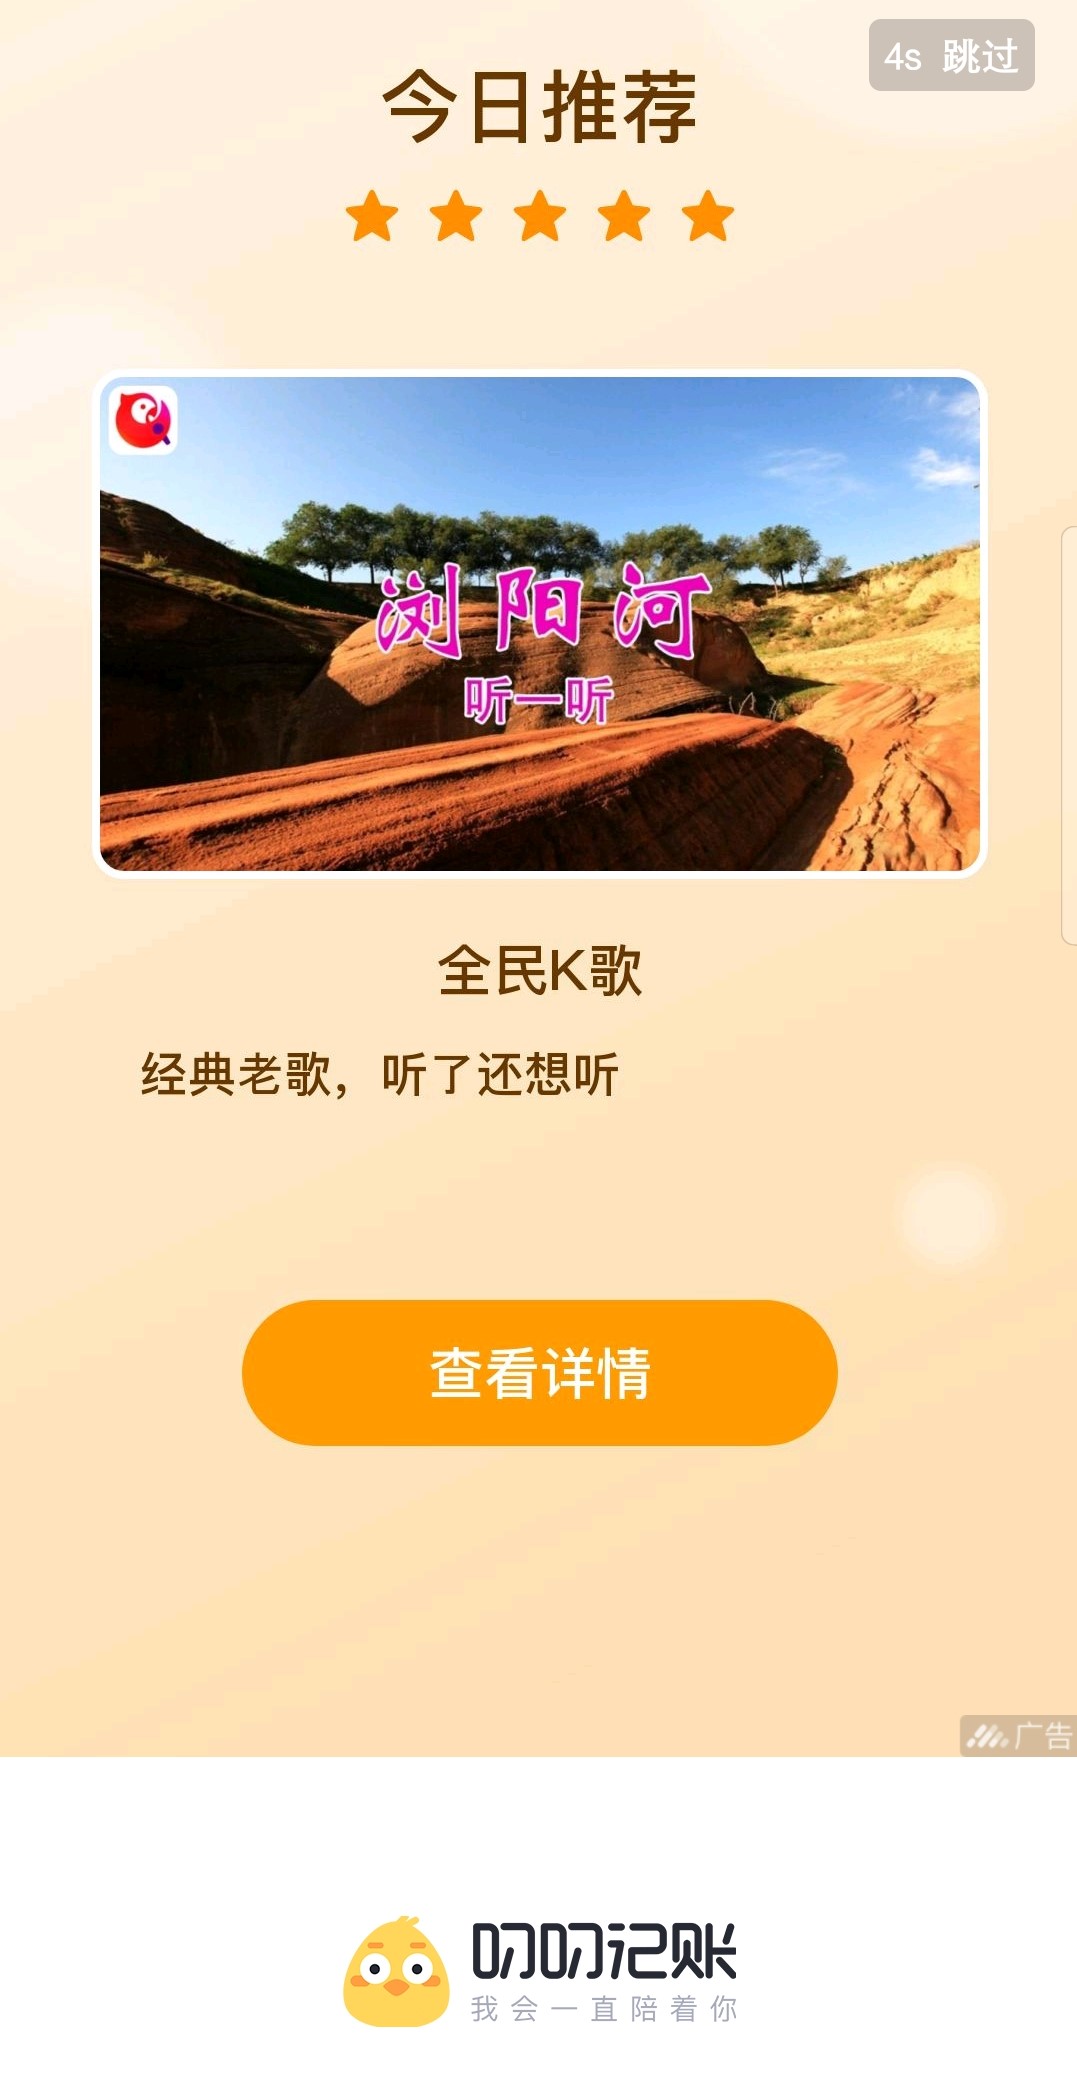 4s 跳过
今日推荐
浏阳河
听一听
全民K歌
经典老歌，听了还想听
查看详情
广告
叨叨记账
我会一直陪着你